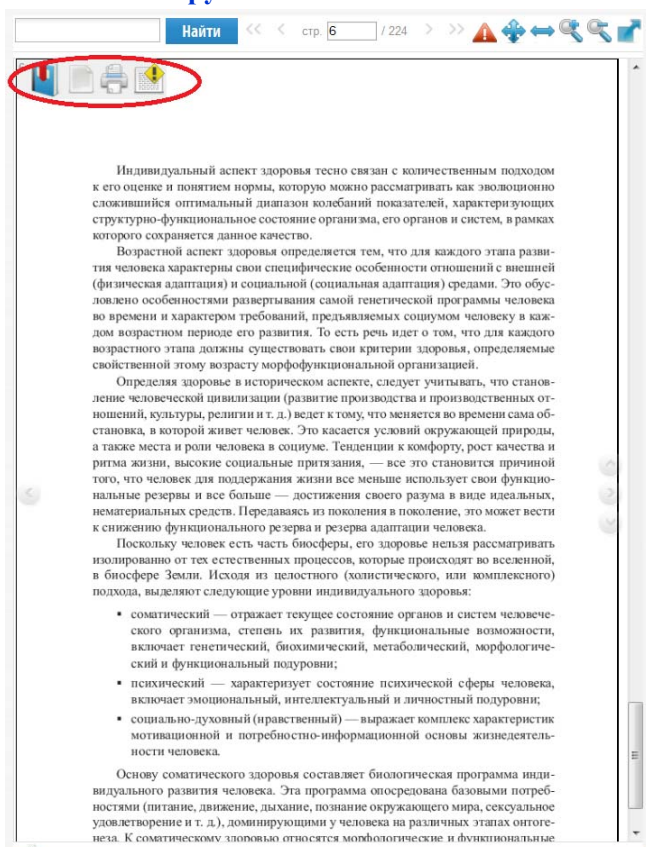 Найти << < стр. 6 / 224 > >>
Индивидуальный аспект здоровья тесно связан с количественным подходом
к его оценке и понятием нормы, которую можно рассматривать как эволюционно
сложившийся оптимальный диапазон колебаний показателей, характеризующих
структурно-функциональное состояние организма, его органов и систем, в рамках
которого сохраняется данное качество.
Возрастной аспект здоровья определяется тем, что для каждого этапа разви-
тия человека характерны свои специфические особенности отношений с внешней
(физическая адаптация) и социальной (социальная адаптация) средами. Это обус-
ловлено особенностями развертывания самой генетической программы человека
во времени и характером требований, предъявляемых социумом человеку в каж-
дом возрастном периоде его развития. То есть речь идет о том, что для каждого
возрастного этапа должны существовать свои критерии здоровья, определяемые
свойственной этому возрасту морфофункциональной организацией.
Определяя здоровье в историческом аспекте, следует учитывать, что станов-
ление человеческой цивилизации (развитие производства и производственных от-
ношений, культуры, религии и т. д.) ведет к тому, что меняется во времени сама об-
становка, в которой живет человек. Это касается условий окружающей природы,
а также места и роли человека в социуме. Тенденции к комфорту, рост качества и
ритма жизни, высокие социальные притязания, — все это становится причиной
того, что человек для поддержания жизни все меньше использует свои функцио-
нальные резервы и все больше — достижения своего разума в виде идеальных,
нематериальных средств. Передаваясь из поколения в поколение, это может вести
к снижению функционального резерва и резерва адаптации человека.
Поскольку человек есть часть биосферы, его здоровье нельзя рассматривать
изолированно от тех естественных процессов, которые происходят во вселенной,
в биосфере Земли. Исходя из целостного (холистического, или комплексного)
подхода, выделяют следующие уровни индивидуального здоровья:
▪ соматический — отражает текущее состояние органов и систем человече-
ского организма, степень их развития, функциональные возможности,
включает генетический, биохимический, метаболический, морфологиче-
ский и функциональный подуровни;
▪ психический — характеризует состояние психической сферы человека,
включает эмоциональный, интеллектуальный и личностный подуровни;
▪ социально-духовный (нравственный) — выражает комплекс характеристик
мотивационной и потребностно-информационной основы жизнедеятель-
ности человека.
Основу соматического здоровья составляет биологическая программа инди-
видуального развития человека. Эта программа опосредована базовыми потреб-
ностями (питание, движение, дыхание, познание окружающего мира, сексуальное
удовлетворение и т. д.), доминирующими у человека на различных этапах онтоге-
неза. К соматическому здоровью относятся морфологические и функциональные